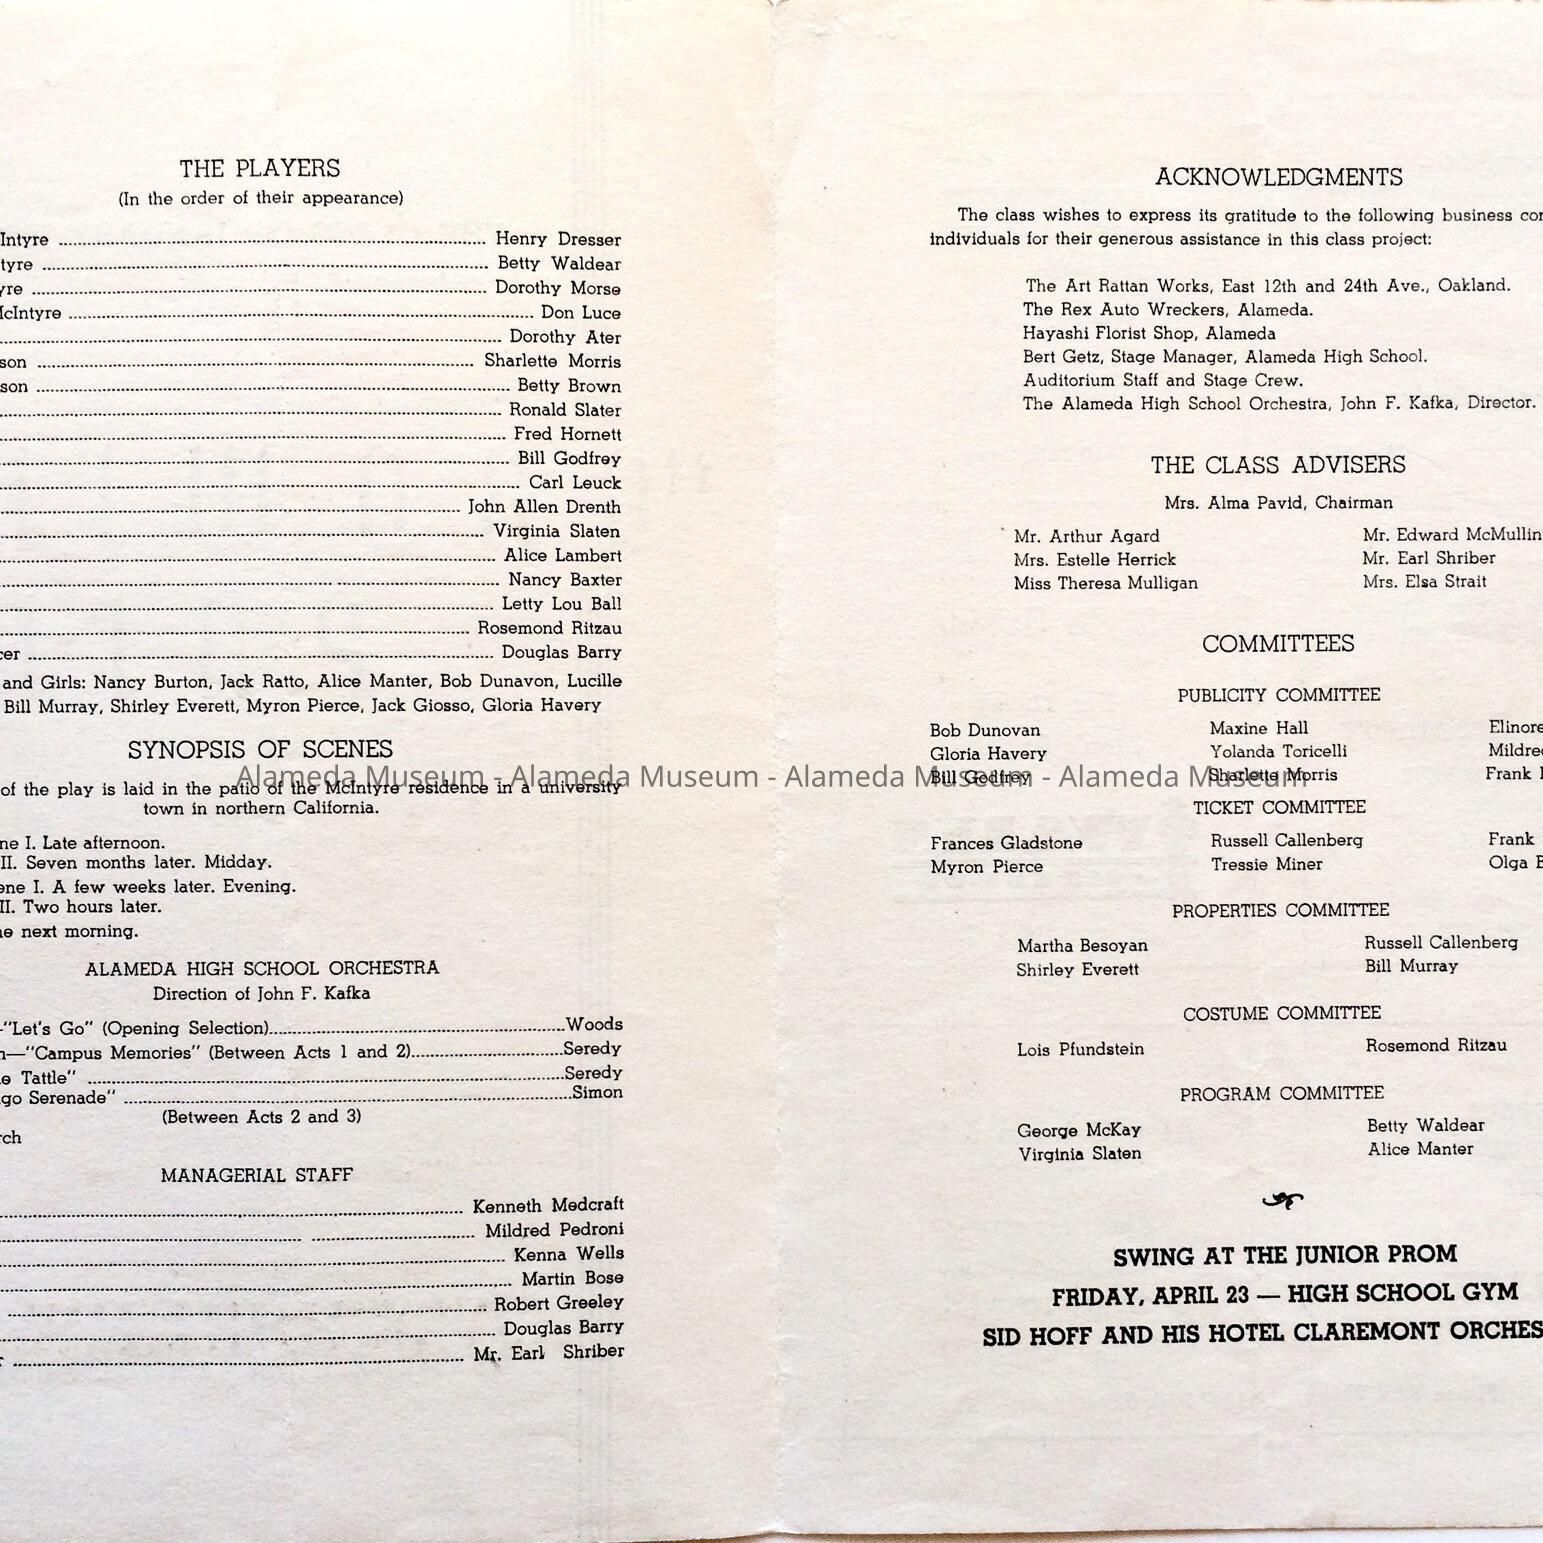 THE PLAYERS
(In the order of their appearance)
Intyre Henry Dresser
tyre Betty Waldear
yre Dorothy Morse
McIntyre Don Luce
Dorothy Ater
son Sharlette Morris
son Betty Brown
Ronald Slater
Fred Hornett
Bill Godfrey
Carl Leuck
John Allen Drenth
Virginia Slaten
Alice Lambert
Nancy Baxter
Letty Lou Ball
Rosemond Ritzau
cer Douglas Barry
and Girls: Nancy Burton, Jack Ratto, Alice Manter, Bob Dunavon, Lucille
Bill Murray, Shirley Everett, Myron Pierce, Jack Giosso, Gloria Havery
SYNOPSIS OF SCENES
of the play is laid in the patio of the McIntyre residence in a university
town in northern California.
ne I. Late afternoon.
II. Seven months later. Midday.
ene I. A few weeks later. Evening.
II. Two hours later.
he next morning.
ALAMEDA HIGH SCHOOL ORCHESTRA
Direction of John F. Kafka
—"Let's Go" (Opening Selection) Woods
n—"Campus Memories" (Between Acts 1 and 2) Seredy
e Tattle" Seredy
go Serenade" Simon
(Between Acts 2 and 3)
rch
MANAGERIAL STAFF
Kenneth Medcraft
Mildred Pedroni
Kenna Wells
Martin Bose
Robert Greeley
Douglas Barry
r Mr. Earl Shriber
ACKNOWLEDGMENTS
The class wishes to express its gratitude to the following business con
individuals for their generous assistance in this class project:
The Art Rattan Works, East 12th and 24th Ave., Oakland.
The Rex Auto Wreckers, Alameda.
Hayashi Florist Shop, Alameda
Bert Getz, Stage Manager, Alameda High School.
Auditorium Staff and Stage Crew.
The Alameda High School Orchestra, John F. Kafka, Director.
THE CLASS ADVISERS
Mrs. Alma Pavid, Chairman
Mr. Arthur Agard Mr. Edward McMullin
Mrs. Estelle Herrick Mr. Earl Shriber
Miss Theresa Mulligan Mrs. Elsa Strait
COMMITTEES
PUBLICITY COMMITTEE
Bob Dunovan Maxine Hall Elinore
Gloria Havery Yolanda Toricelli Mildred
Bill Godfrey Sharlette Morris Frank
TICKET COMMITTEE
Frances Gladstone Russell Callenberg Frank
Myron Pierce Tressie Miner Olga
PROPERTIES COMMITTEE
Martha Besoyan Russell Callenberg
Shirley Everett Bill Murray
COSTUME COMMITTEE
Lois Pfundstein Rosemond Ritzau
PROGRAM COMMITTEE
George McKay Betty Waldear
Virginia Slaten Alice Manter
SWING AT THE JUNIOR PROM
FRIDAY, APRIL 23 — HIGH SCHOOL GYM
SID HOFF AND HIS HOTEL CLAREMONT ORCHES
Alameda Museum - Alameda Museum - Alameda Museum - Alameda Museum